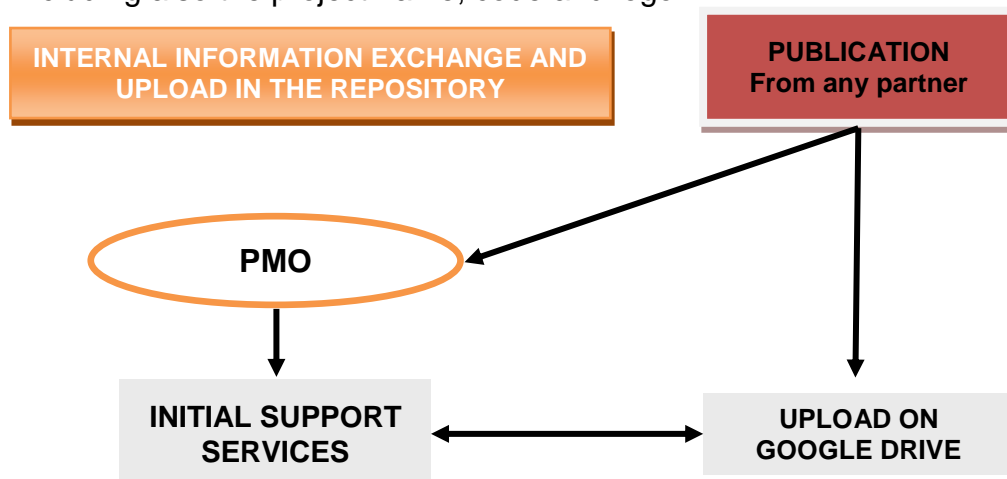 INTERNAL INFORMATION EXCHANGE AND
UPLOAD IN THE REPOSITORY
PUBLICATION
From any partner
PMO
INITIAL SUPPORT
SERVICES
UPLOAD ON
GOOGLE DRIVE